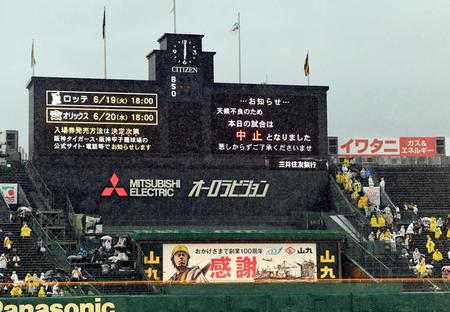 CITIZEN
BSO
ロッテ 6/19(火) 18:00
オリックス 6/20(水) 18:00
入場券発売方法は決定次第
阪神タイガース・阪神甲子園球場の
公式サイト・電話等でお知らせします
… お知らせ …
天候不良のため
本日の試合は
中 止 となりました
悪しからずご了承くださいませ
三井住友銀行
MITSUBISHI
ELECTRIC
オーロラビジョン
イワタニ
ガス&エネルギー
山九
おかげさまで創業100周年
山九
感謝
山九
Panasonic